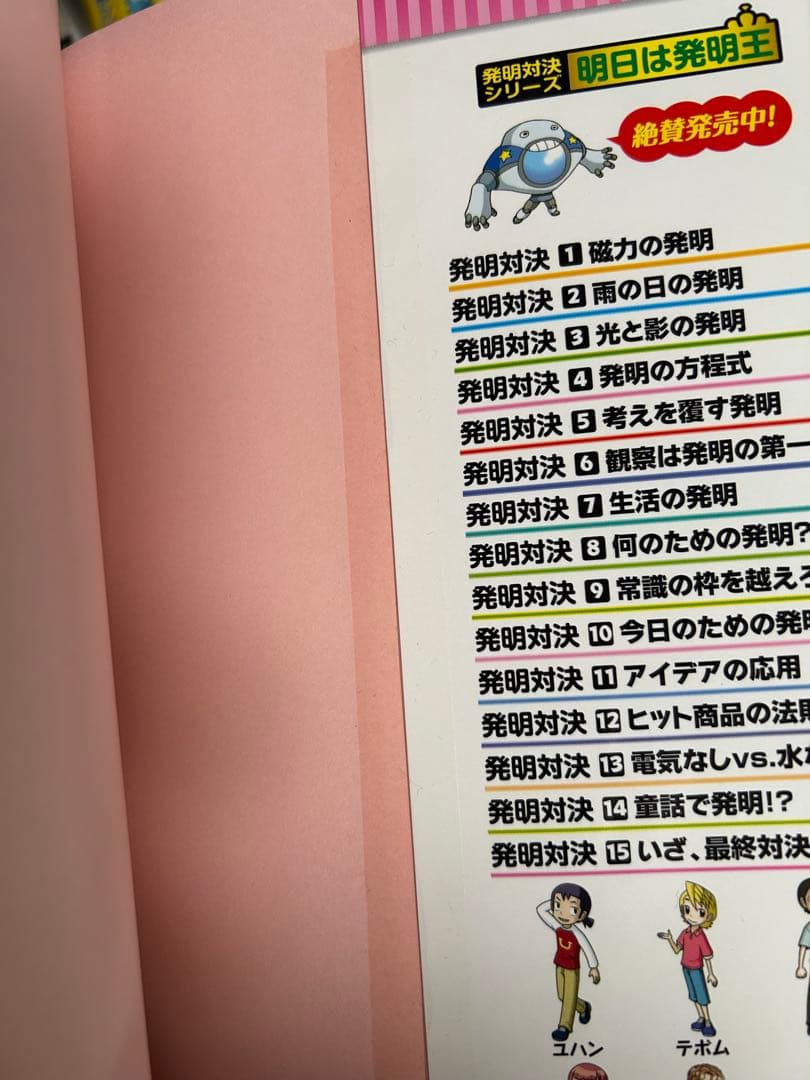 発明対決
シリーズ
明日は発明王
絶賛発売中!
発明対決 1 磁力の発明
発明対決 2 雨の日の発明
発明対決 3 光と影の発明
発明対決 4 発明の方程式
発明対決 5 考えを覆す発明
発明対決 6 観察は発明の第一
発明対決 7 生活の発明
発明対決 8 何のための発明?
発明対決 9 常識の枠を越えろ
発明対決 10 今日のための発明
発明対決 11 アイデアの応用
発明対決 12 ヒット商品の法則
発明対決 13 電気なしvs.水な
発明対決 14 童話で発明!?
発明対決 15 いざ、最終対決
ユハン
テポム